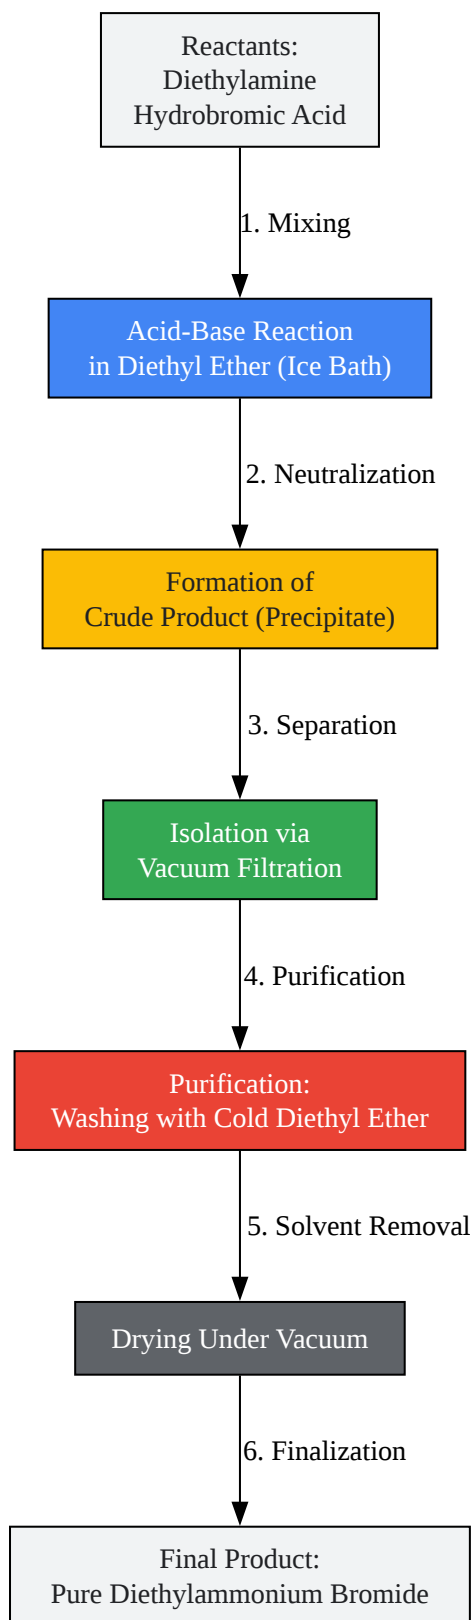 Reactants:
Diethylamine
Hydrobromic Acid
1. Mixing
Acid-Base Reaction
in Diethyl Ether (Ice Bath)
2. Neutralization
Formation of
Crude Product (Precipitate)
3. Separation
Isolation via
Vacuum Filtration
4. Purification
Purification:
Washing with Cold Diethyl Ether
5. Solvent Removal
Drying Under Vacuum
6. Finalization
Final Product:
Pure Diethylammonium Bromide